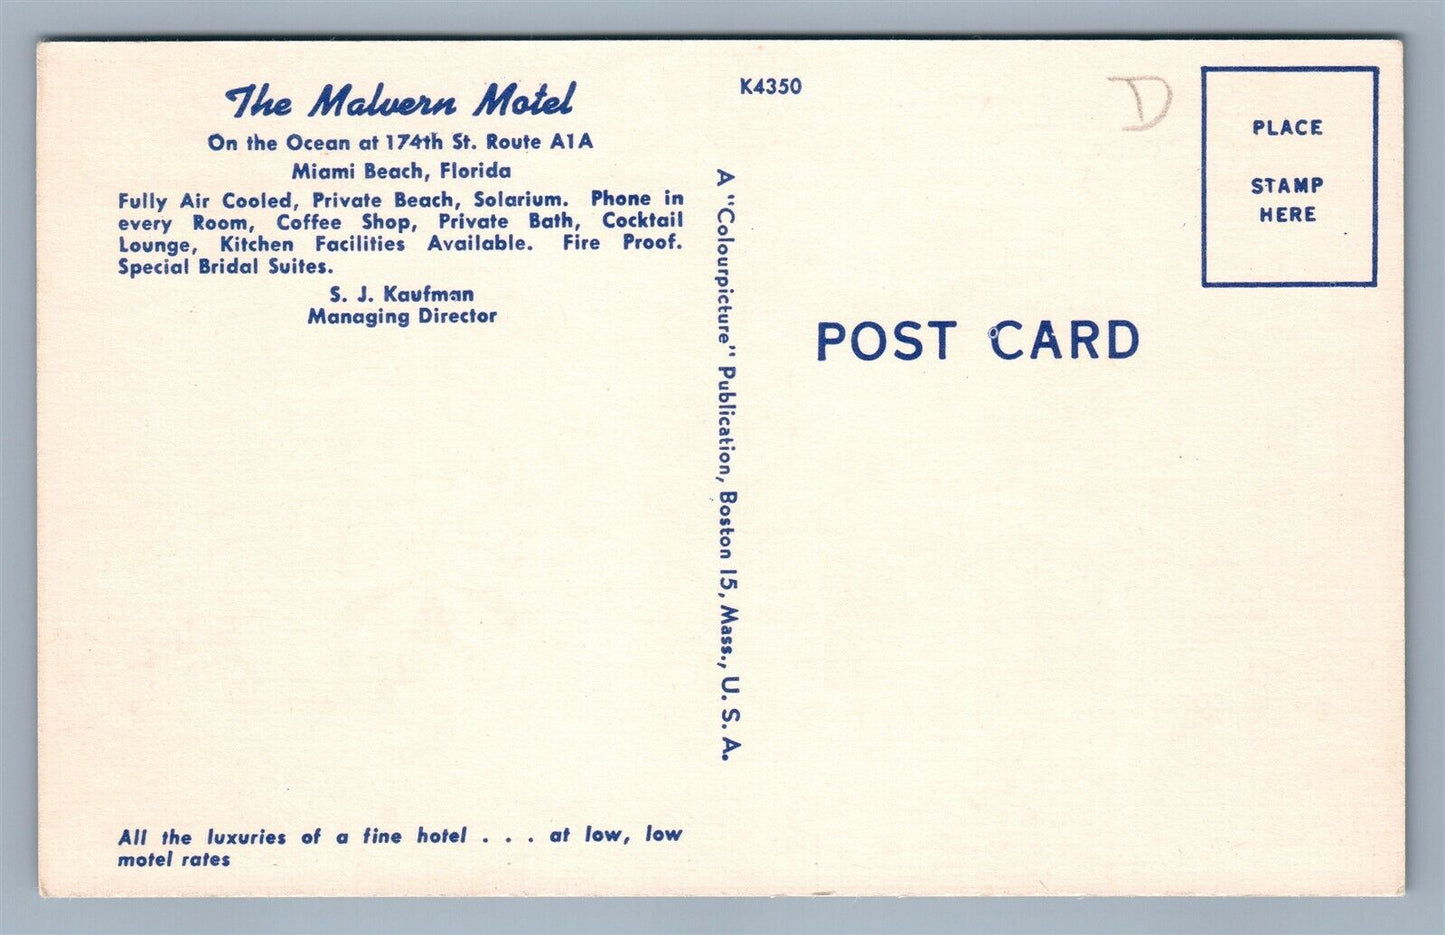 The Malvern Motel
On the Ocean at 174th St. Route A1A
Miami Beach, Florida
Fully Air Cooled, Private Beach, Solarium. Phone in
every Room, Coffee Shop, Private Bath, Cocktail
Lounge, Kitchen Facilities Available. Fire Proof.
Special Bridal Suites.
S. J. Kaufman
Managing Director
All the luxuries of a fine hotel . . . at low, low
motel rates
A "Colourpicture" Publication, Boston 15, Mass., U. S. A.
K4350
D
PLACE
STAMP
HERE
POST CARD